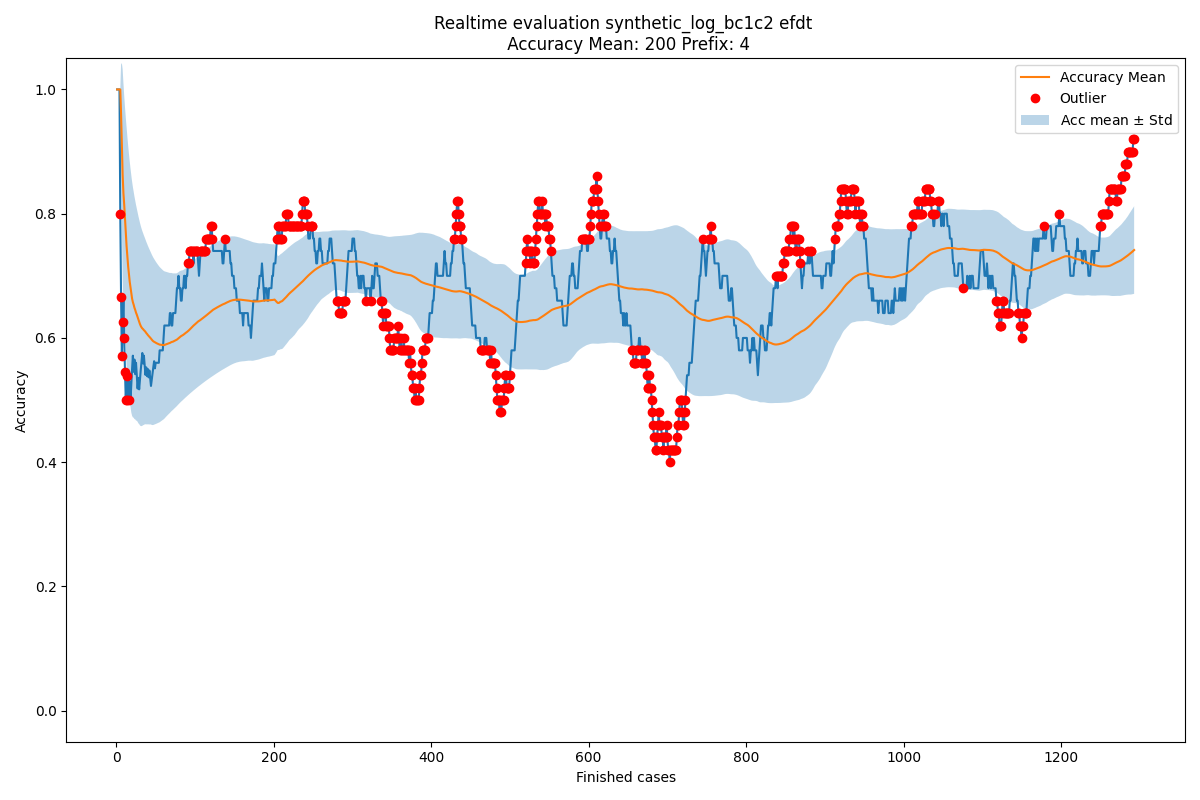 Realtime evaluation synthetic_log_bc1c2 efdt
Accuracy Mean: 200 Prefix: 4
Accuracy Mean
Outlier
Acc mean ± Std
1.0
0.8
0.6
0.4
0.2
0.0
Accuracy
0
200
400
600
800
1000
1200
Finished cases